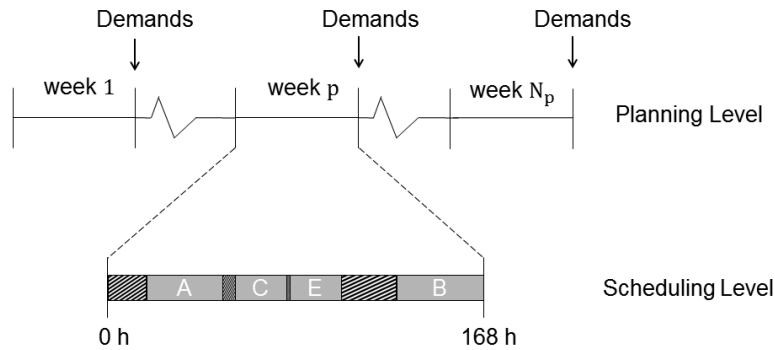 Demands Demands Demands
week 1 week p week Np
Planning Level
A C E B
Scheduling Level
0 h 168 h